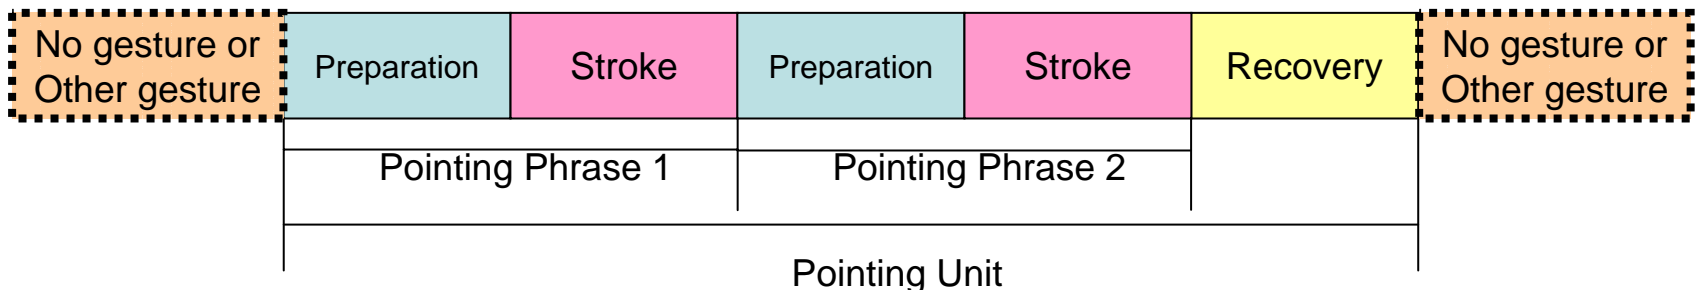 No gesture or
Other gesture
Preparation
Stroke
Preparation
Stroke
Recovery
No gesture or
Other gesture
Pointing Phrase 1
Pointing Phrase 2
Pointing Unit